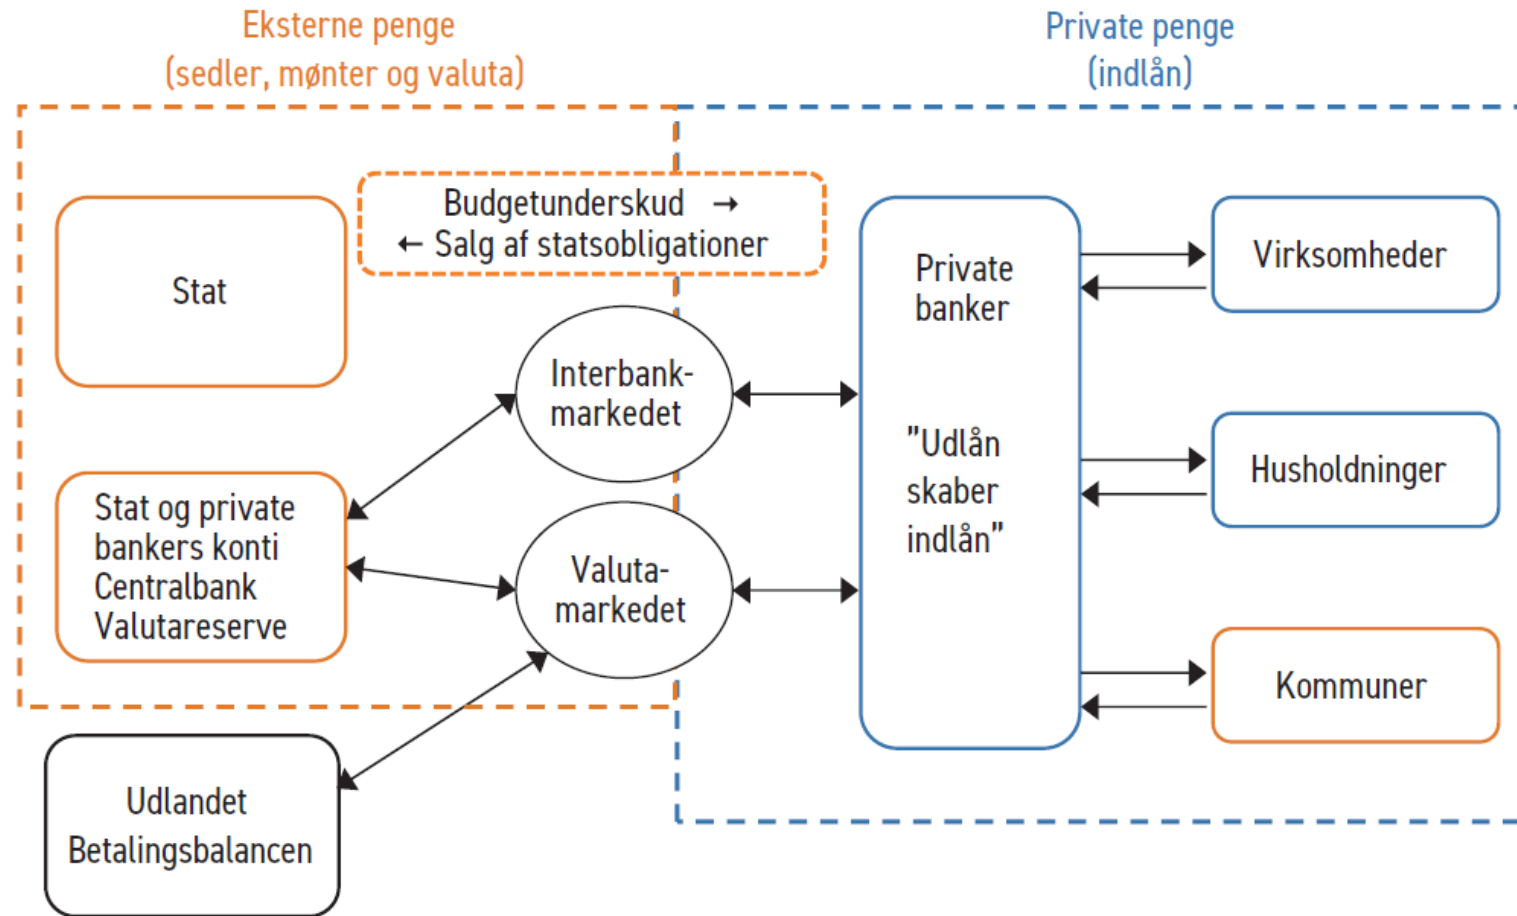 Eksterne penge
(sedler, mønter og valuta)
Private penge
(indlån)
Budgetunderskud →
← Salg af statsobligationer
Stat
Private
banker
"Udlån
skaber
indlån"
Virksomheder
Interbank-
markedet
Husholdninger
Stat og private
bankers konti
Centralbank
Valutareserve
Valuta-
markedet
Kommuner
Udlandet
Betalingsbalancen